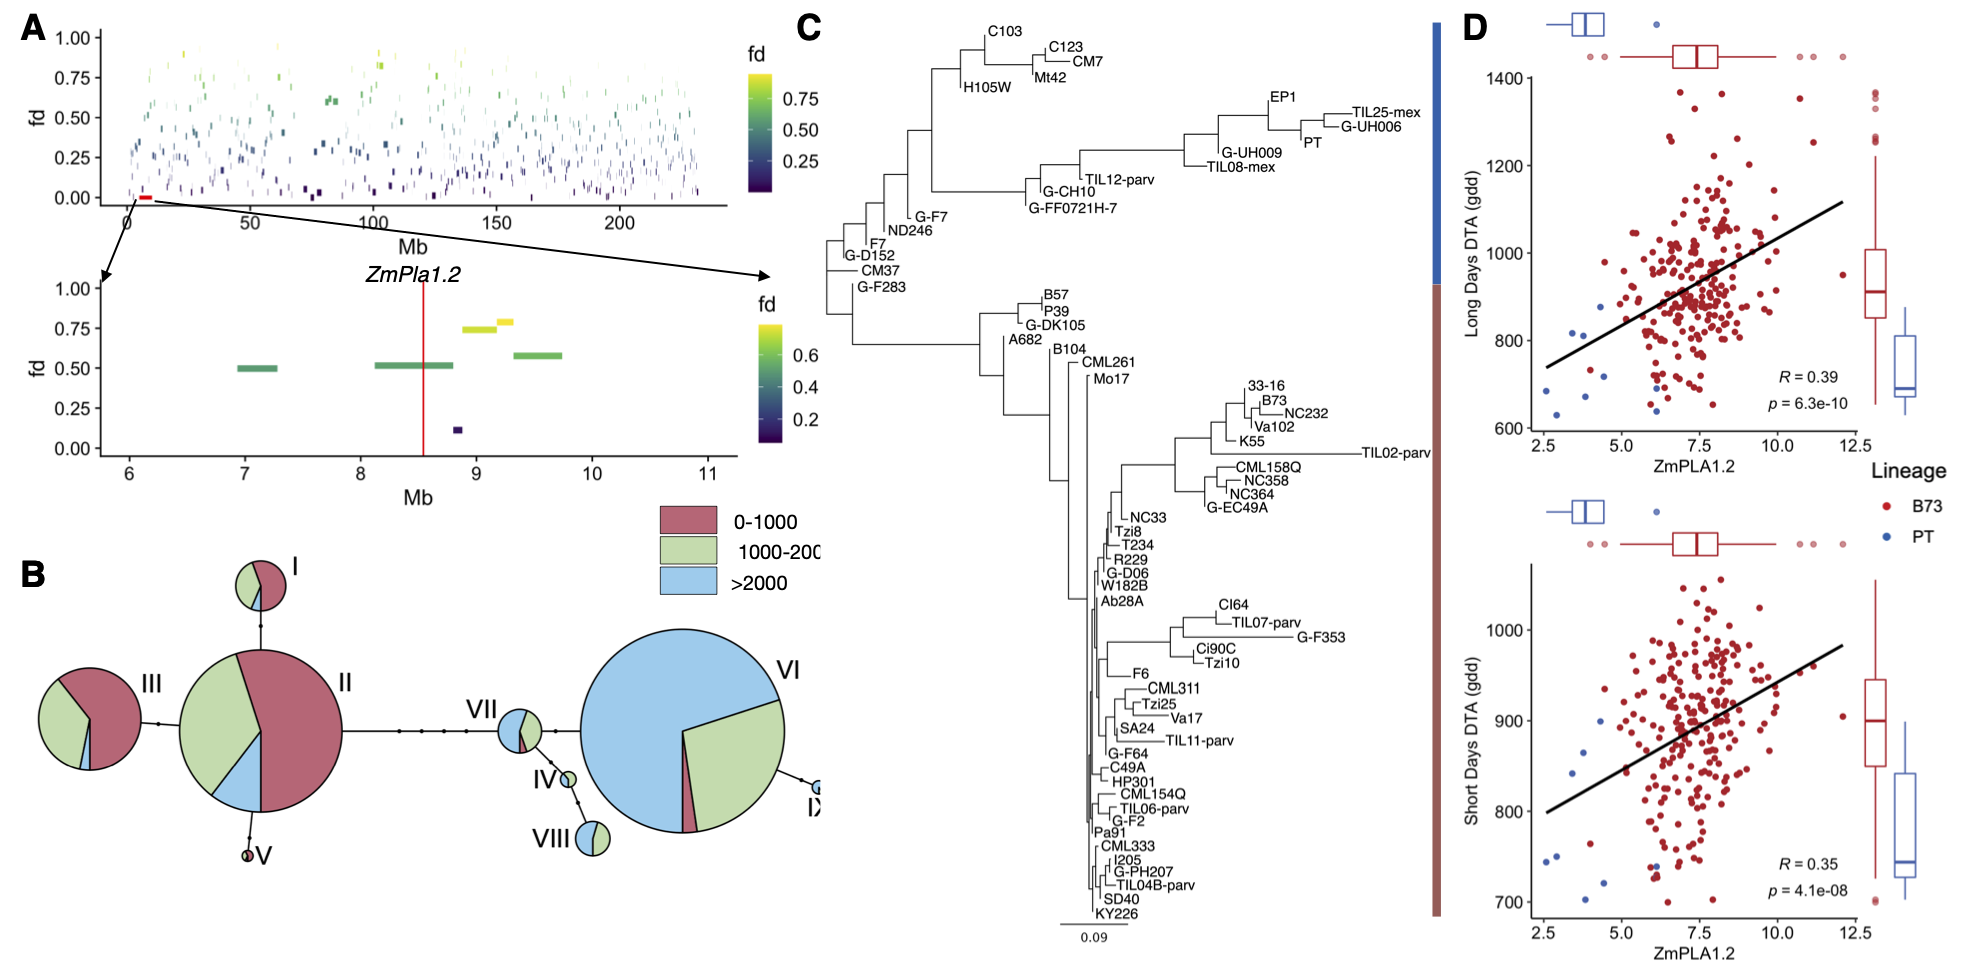 A
1.00
0.75
0.50
0.25
0.00
fd
0 50 100 150 200
Mb
fd
0.75
0.50
0.25
ZmPla1.2
1.00
0.75
0.50
0.25
0.00
fd
6 7 8 9 10 11
Mb
fd
0.6
0.4
0.2
B
0-1000
1000-200
>2000
I
II
III
VII
VI
IV
VIII
V
IX
C
C103
C123
CM7
Mt42
H105W
EP1
TIL25-mex
G-UH006
PT
G-UH009
TIL08-mex
TIL12-parv
G-CH10
G-FF0721H-7
G-F7
ND246
F7
G-D152
CM37
G-F283
B57
P39
G-DK105
A682
B104
CML261
Mo17
33-16
B73
NC232
Va102
K55
TIL02-parv
CML158Q
NC358
NC364
G-EC49A
NC33
Tzi8
T234
R229
G-D06
W182B
Ab28A
CI64
TIL07-parv
G-F353
Ci90C
Tzi10
F6
CML311
Tzi25
Va17
SA24
TIL11-parv
G-F64
C49A
HP301
CML154Q
TIL06-parv
G-F2
Pa91
CML333
I205
G-PH207
TIL04B-parv
SD40
KY226
0.09
D
1400
1200
1000
800
600
Long Days DTA (gdd)
R = 0.39
p = 6.3e-10
2.5 5.0 7.5 10.0 12.5
ZmPLA1.2
Lineage
B73
PT
1000
900
800
700
Short Days DTA (gdd)
R = 0.35
p = 4.1e-08
2.5 5.0 7.5 10.0 12.5
ZmPLA1.2